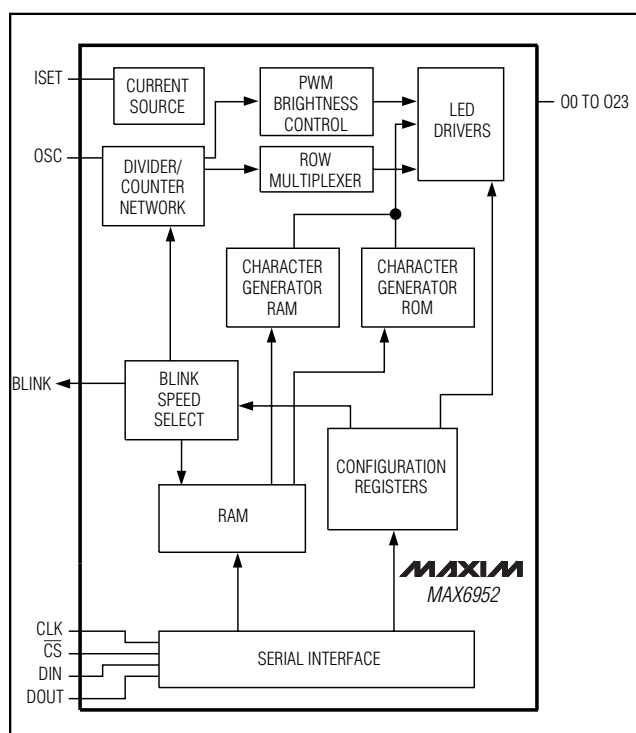 ISET
CURRENT
SOURCE
PWM
BRIGHTNESS
CONTROL
LED
DRIVERS
O0 TO O23
OSC
DIVIDER/
COUNTER
NETWORK
ROW
MULTIPLEXER
CHARACTER
GENERATOR
RAM
CHARACTER
GENERATOR
ROM
BLINK
BLINK
SPEED
SELECT
CONFIGURATION
REGISTERS
RAM
MAXIM
MAX6952
CLK
CS
DIN
DOUT
SERIAL INTERFACE